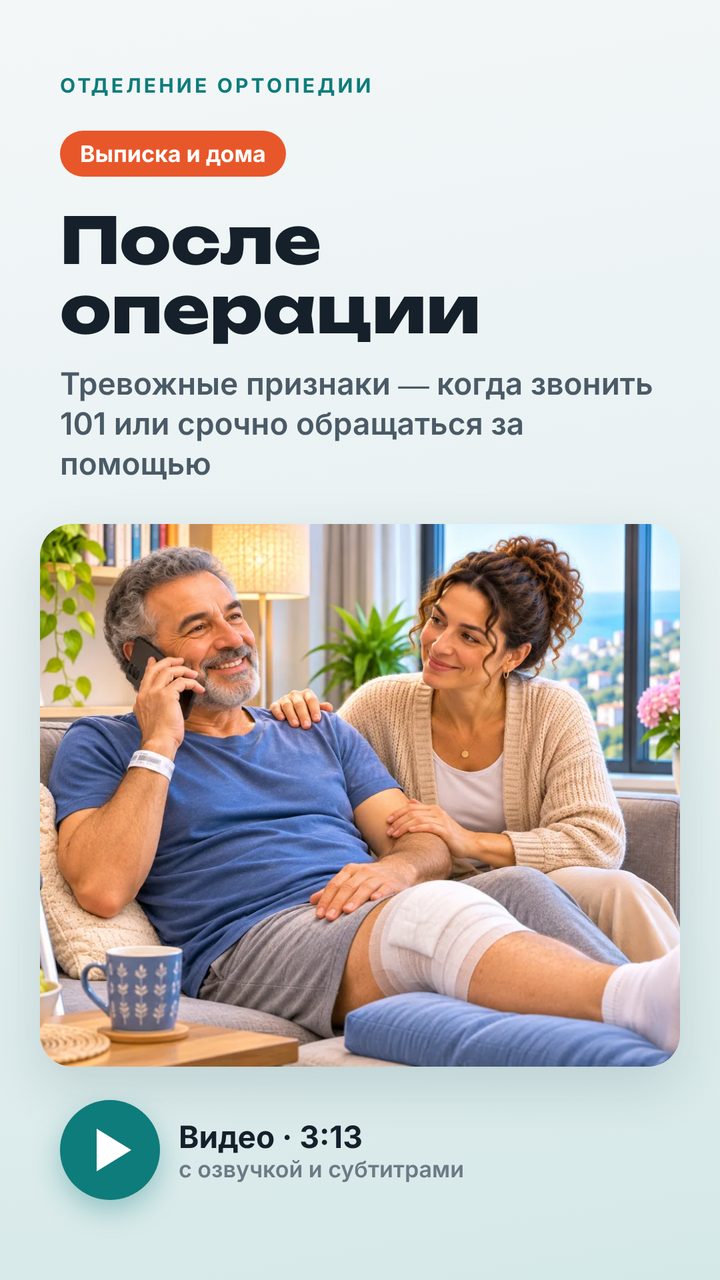 ОТДЕЛЕНИЕ ОРТОПЕДИИ
Выписка и дома
После
операции
Тревожные признаки — когда звонить
101 или срочно обращаться за
помощью
Видео · 3:13
с озвучкой и субтитрами